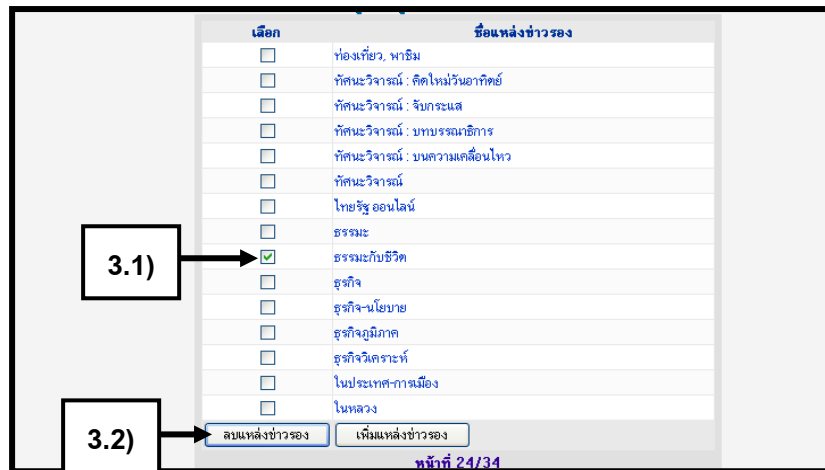 เลือก ชื่อแหล่งข่าวรอง
ท่องเที่ยว, พาชิม
ทัศนะวิจารณ์ : คิดใหม่วันอาทิตย์
ทัศนะวิจารณ์ : จับกระแส
ทัศนะวิจารณ์ : บทบรรณาธิการ
ทัศนะวิจารณ์ : บนความเคลื่อนไหว
ทัศนะวิจารณ์
ไทยรัฐ ออนไลน์
ธรรมะ
3.1) ธรรมะกับชีวิต
ธุรกิจ
ธุรกิจ-นโยบาย
ธุรกิจภูมิภาค
ธุรกิจวิเคราะห์
ในประเทศ-การเมือง
ในหลวง
3.2) ลบแหล่งข่าวรอง เพิ่มแหล่งข่าวรอง
หน้าที่ 24/34